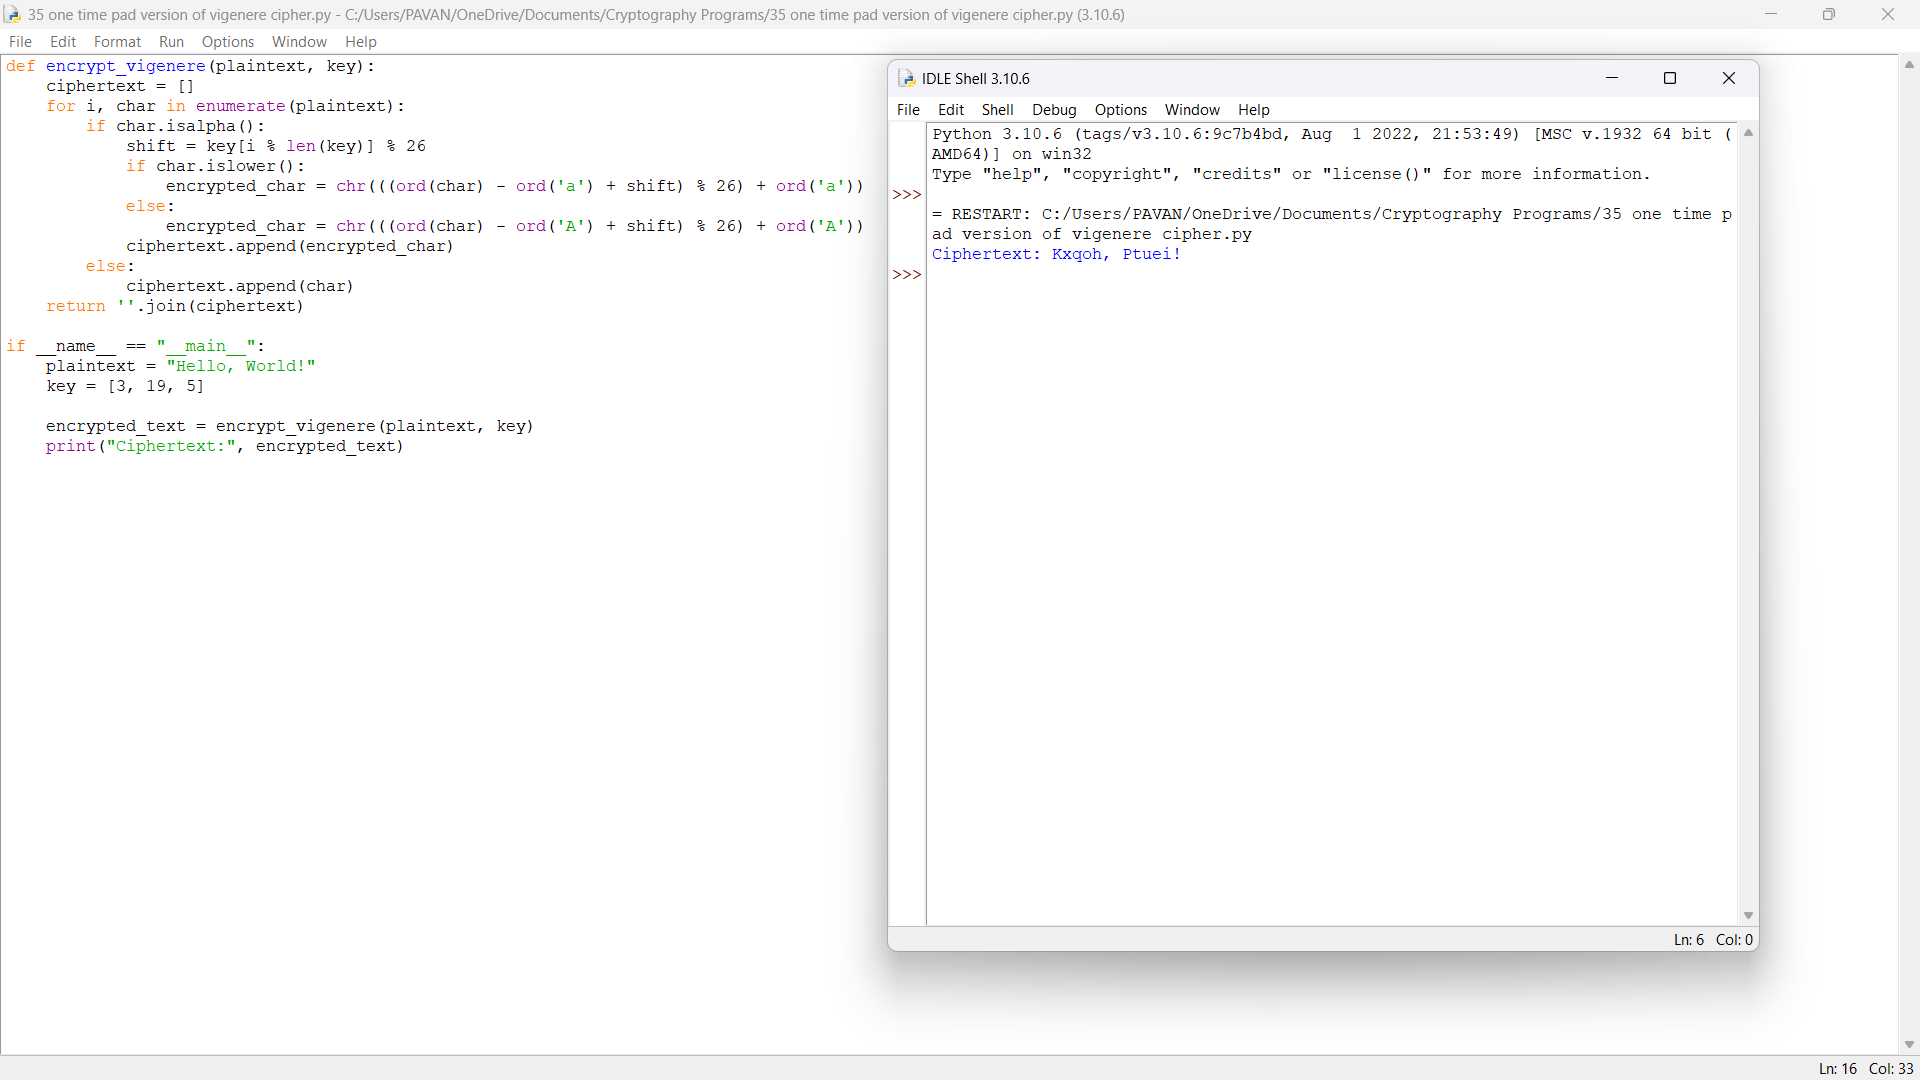 35 one time pad version of vigenere cipher.py - C:/Users/PAVAN/OneDrive/Documents/Cryptography Programs/35 one time pad version of vigenere cipher.py (3.10.6)
File Edit Format Run Options Window Help
def encrypt_vigenere(plaintext, key):
    ciphertext = []
    for i, char in enumerate(plaintext):
        if char.isalpha():
            shift = key[i % len(key)] % 26
            if char.islower():
                encrypted_char = chr(((ord(char) - ord('a') + shift) % 26) + ord('a'))
            else:
                encrypted_char = chr(((ord(char) - ord('A') + shift) % 26) + ord('A'))
            ciphertext.append(encrypted_char)
        else:
            ciphertext.append(char)
    return ''.join(ciphertext)
if __name__ == "__main__":
    plaintext = "Hello, World!"
    key = [3, 19, 5]
    encrypted_text = encrypt_vigenere(plaintext, key)
    print("Ciphertext:", encrypted_text)
IDLE Shell 3.10.6
File Edit Shell Debug Options Window Help
Python 3.10.6 (tags/v3.10.6:9c7b4bd, Aug  1 2022, 21:53:49) [MSC v.1932 64 bit (
AMD64)] on win32
Type "help", "copyright", "credits" or "license()" for more information.
>>>
= RESTART: C:/Users/PAVAN/OneDrive/Documents/Cryptography Programs/35 one time p
ad version of vigenere cipher.py
Ciphertext: Kxqoh, Ptuei!
>>>
Ln: 6 Col: 0
Ln: 16 Col: 33